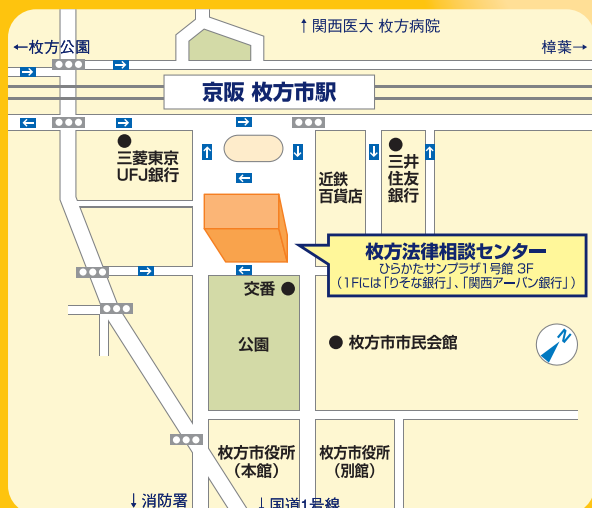 ↑関西医大 枚方病院
←枚方公園
樟葉→
京阪 枚方市駅
三菱東京
UFJ銀行
近鉄
百貨店
三井
住友
銀行
枚方法律相談センター
ひらかたサンプラザ1号館 3F
(1Fには「りそな銀行」、「関西アーバン銀行」)
交番
公園
枚方市市民会館
N
枚方市役所
(本館)
枚方市役所
(別館)
↓消防署
↓国道1号線